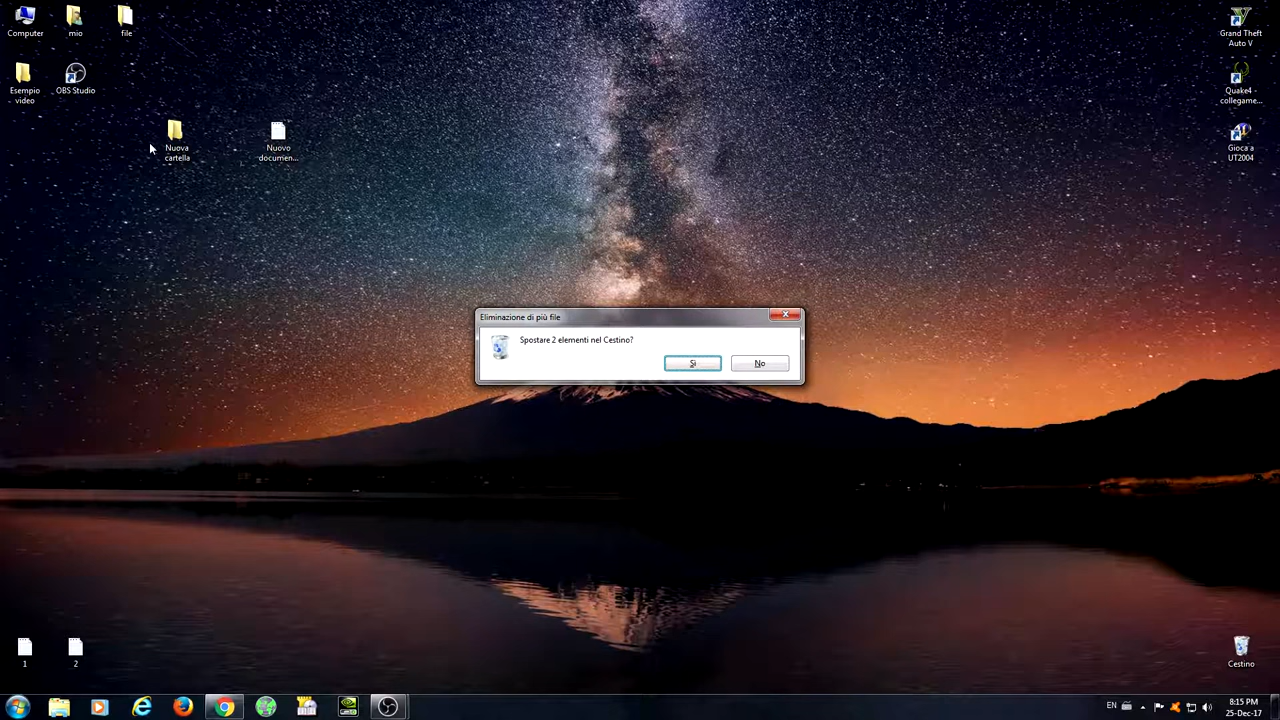 Computer
mio
file
Esempio
video
OBS Studio
Nuova
cartella
Nuovo
documen...
Grand Theft
Auto V
Quake4 -
collegame...
Gioca a
UT2004
Eliminazione di più file
Spostare 2 elementi nel Cestino?
Sì
No
1
2
Cestino
EN
8:15 PM
25-Dec-17